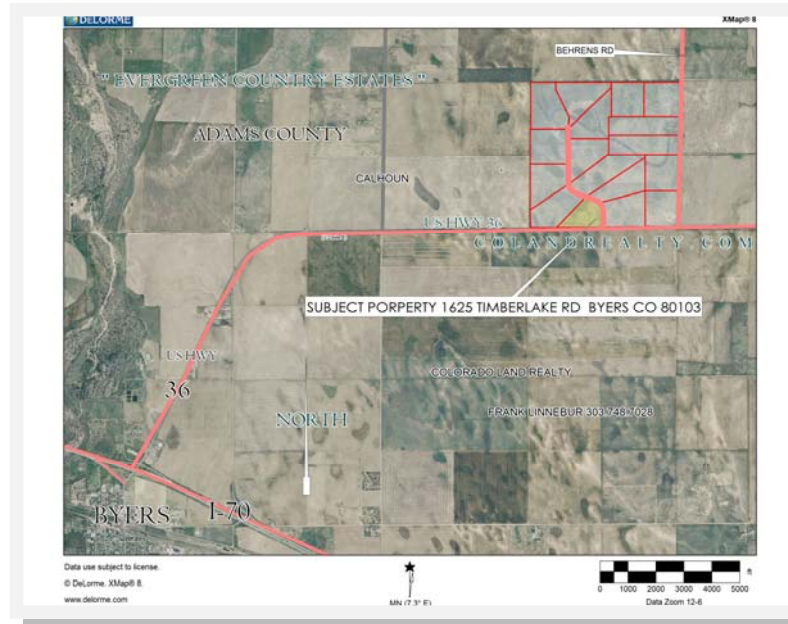 DELORME
XMap® 8
BEHRENS RD
" EVERGREEN COUNTRY ESTATES "
ADAMS COUNTY
CALHOUN
US HWY 36
COLANDREALTY.COM
SUBJECT PORPERTY 1625 TIMBERLAKE RD BYERS CO 80103
US HWY
36
COLORADO LAND REALTY
FRANK LINNEBUR 303 748 7028
NORTH
BYERS
I-70
Data use subject to license.
© DeLorme. XMap® 8.
www.delorme.com
MN (7.3° E)
ft
0 1000 2000 3000 4000 5000
Data Zoom 12-6